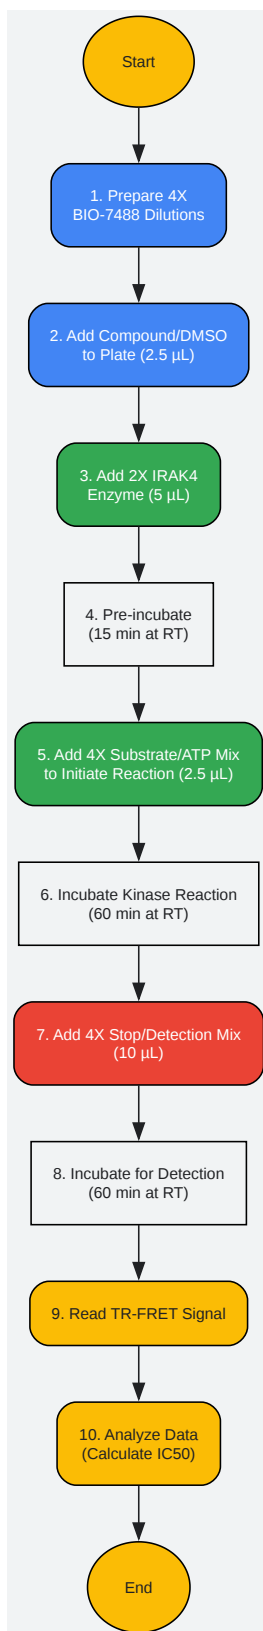 Start
1. Prepare 4X
BIO-7488 Dilutions
2. Add Compound/DMSO
to Plate (2.5 µL)
3. Add 2X IRAK4
Enzyme (5 µL)
4. Pre-incubate
(15 min at RT)
5. Add 4X Substrate/ATP Mix
to Initiate Reaction (2.5 µL)
6. Incubate Kinase Reaction
(60 min at RT)
7. Add 4X Stop/Detection Mix
(10 µL)
8. Incubate for Detection
(60 min at RT)
9. Read TR-FRET Signal
10. Analyze Data
(Calculate IC50)
End